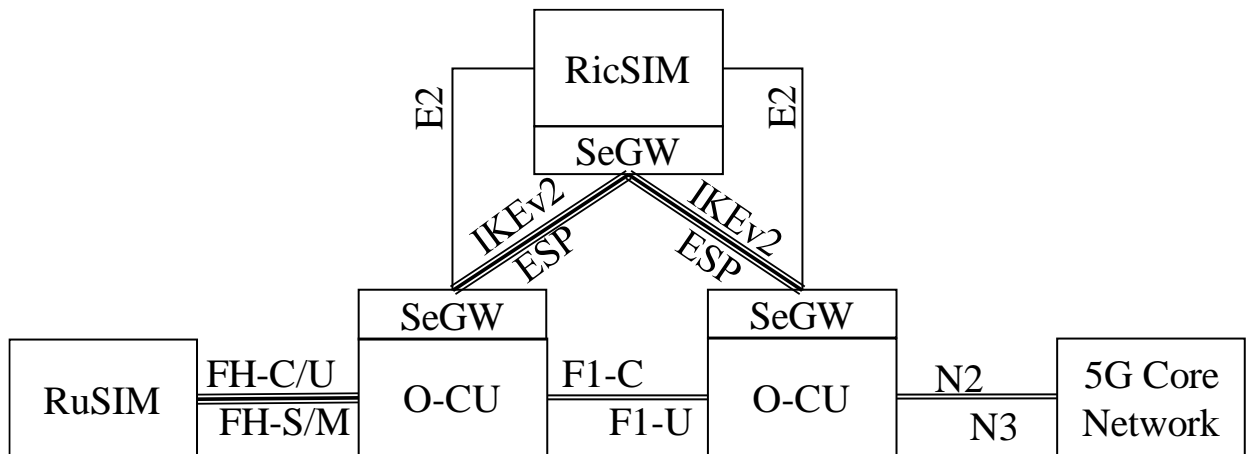 RicSIM
E2
E2
SeGW
IKEv2
ESP
IKEv2
ESP
SeGW
SeGW
RuSIM
FH-C/U
FH-S/M
O-CU
F1-C
F1-U
O-CU
N2
N3
5G Core
Network